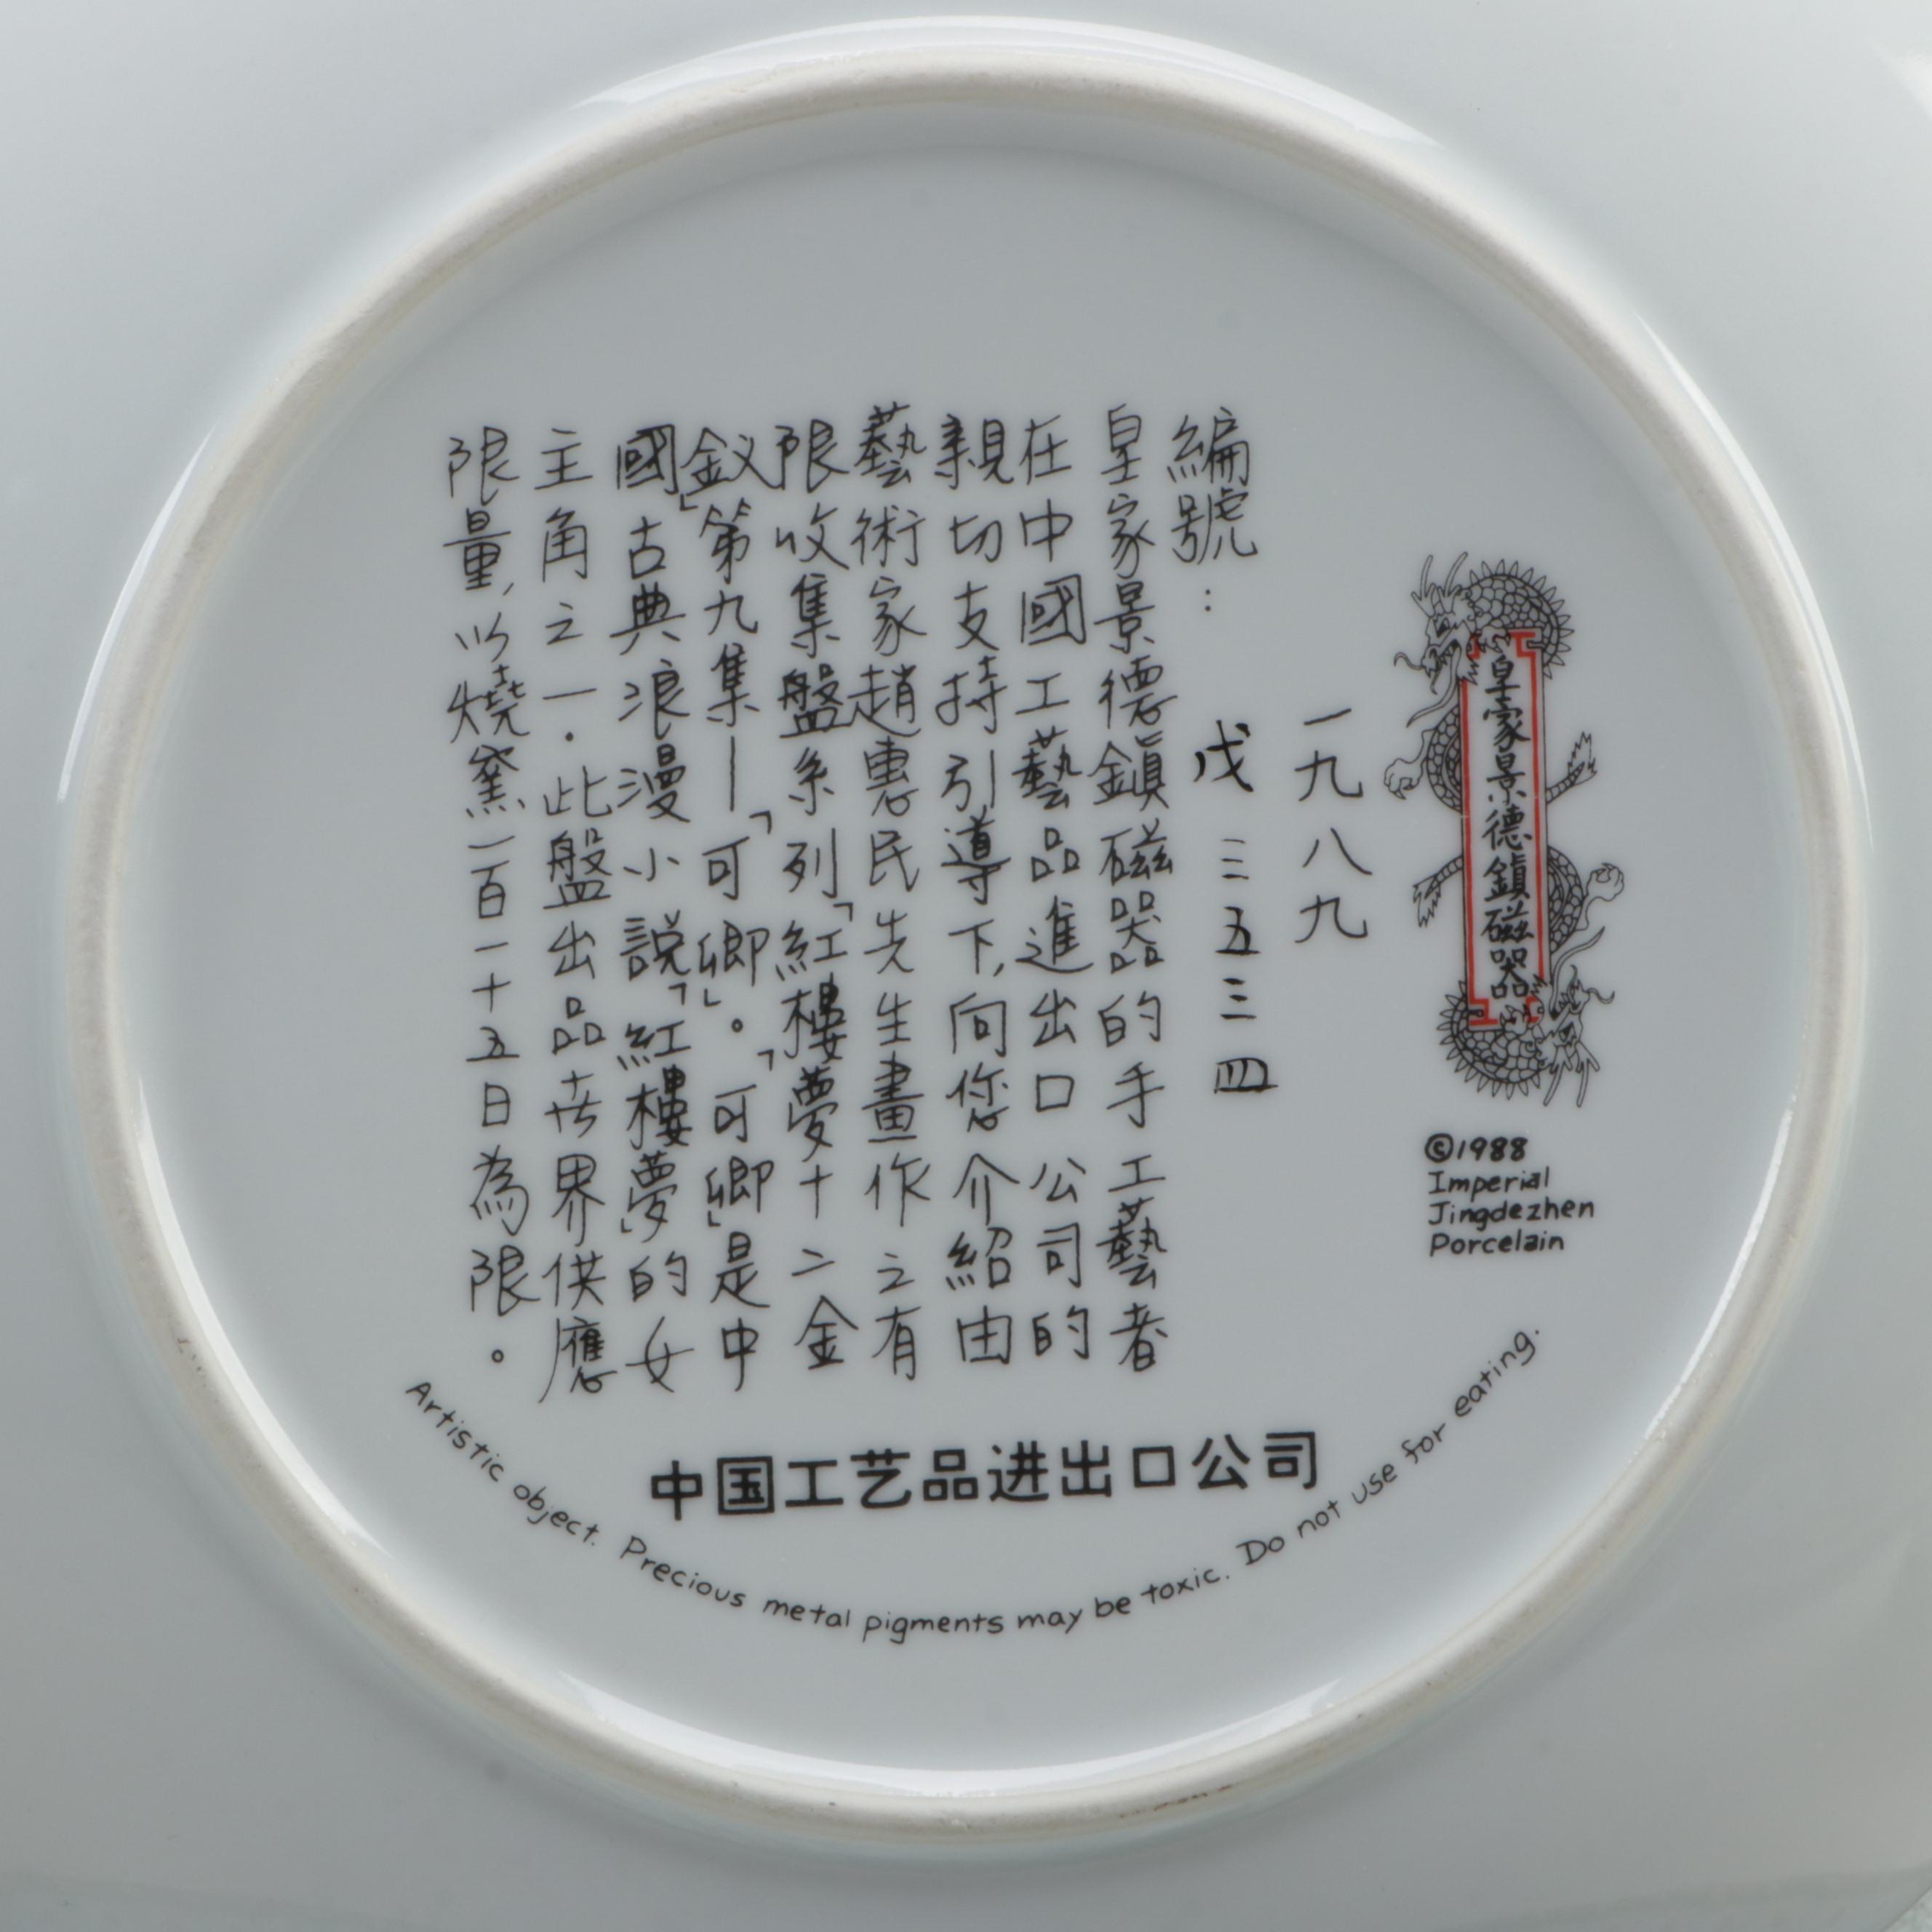 皇家景德鎮磁器
©1988
Imperial
Jingdezhen
Porcelain
一九八九
編號: 戊三五三四
皇家景德鎮磁器的手工藝者
在中國工藝品進出口公司的
親切支持引導下,向您介紹由
藝術家趙惠民先生畫作之有
限收集盤系列「紅樓夢十二金
釵」第九集—「可卿」。「可卿」是中
國古典浪漫小說「紅樓夢」的女
主角之一.此盤出品世界供應
限量,以燒窯一百一十五日為限。
中国工艺品进出口公司
Artistic object. Precious metal pigments may be toxic. Do not use for eating.